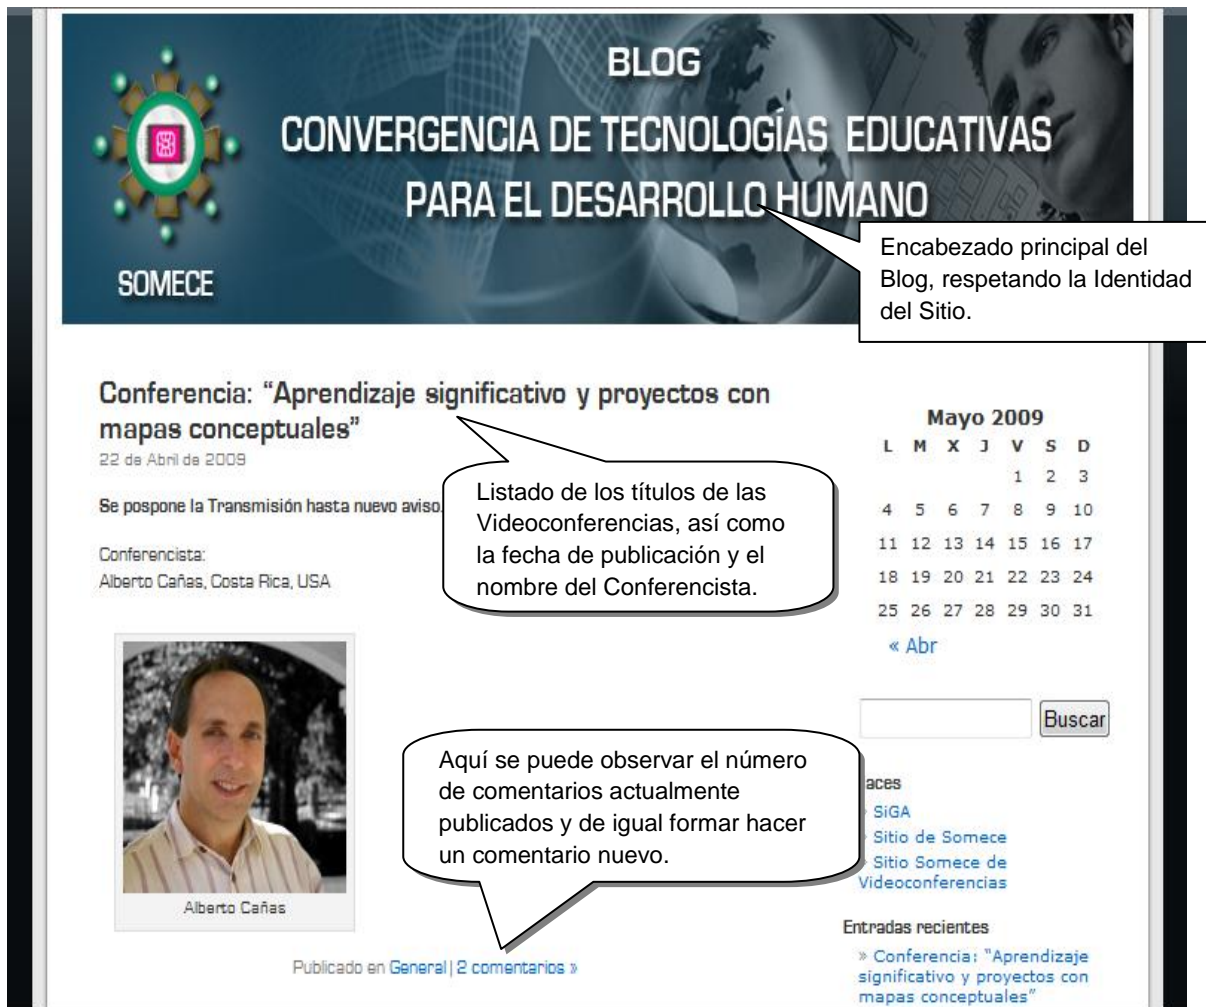 BLOG
CONVERGENCIA DE TECNOLOGÍAS EDUCATIVAS
PARA EL DESARROLLO HUMANO
SOMECE
Encabezado principal del
Blog, respetando la Identidad
del Sitio.
Conferencia: “Aprendizaje significativo y proyectos con
mapas conceptuales”
22 de Abril de 2009
Se pospone la Transmisión hasta nuevo aviso.
Conferencista:
Alberto Cañas, Costa Rica, USA
Listado de los títulos de las
Videoconferencias, así como
la fecha de publicación y el
nombre del Conferencista.
Alberto Cañas
Aquí se puede observar el número
de comentarios actualmente
publicados y de igual formar hacer
un comentario nuevo.
Publicado en General | 2 comentarios »
Mayo 2009
L M X J V S D
1 2 3
4 5 6 7 8 9 10
11 12 13 14 15 16 17
18 19 20 21 22 23 24
25 26 27 28 29 30 31
« Abr
Buscar
aces
SiGA
Sitio de Somece
Sitio Somece de
Videoconferencias
Entradas recientes
» Conferencia: “Aprendizaje
significativo y proyectos con
mapas conceptuales”